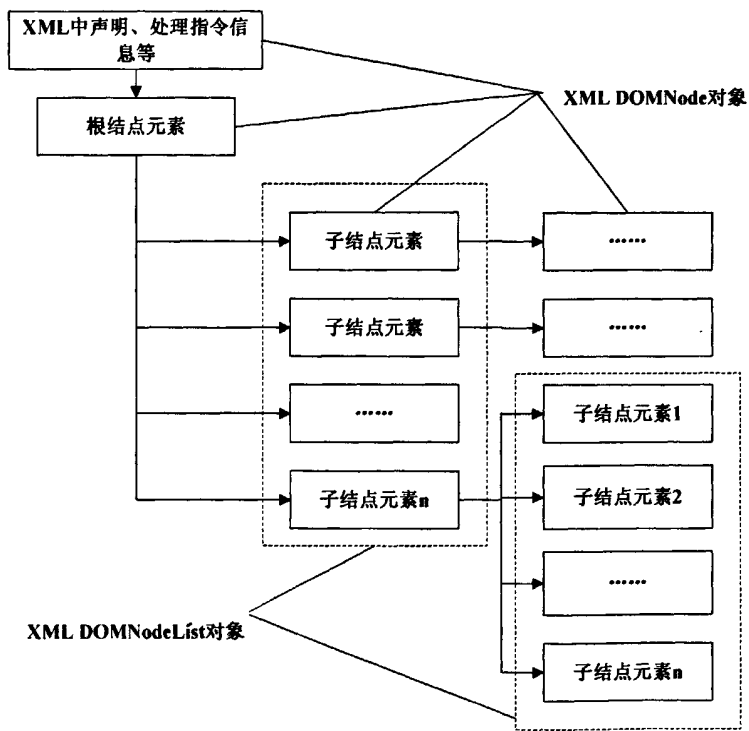 XML中声明、处理指令信
息等
XML DOMNode对象
根结点元素
子结点元素
……
子结点元素
……
……
子结点元素1
子结点元素n
子结点元素2
……
XML DOMNodeList对象
子结点元素n